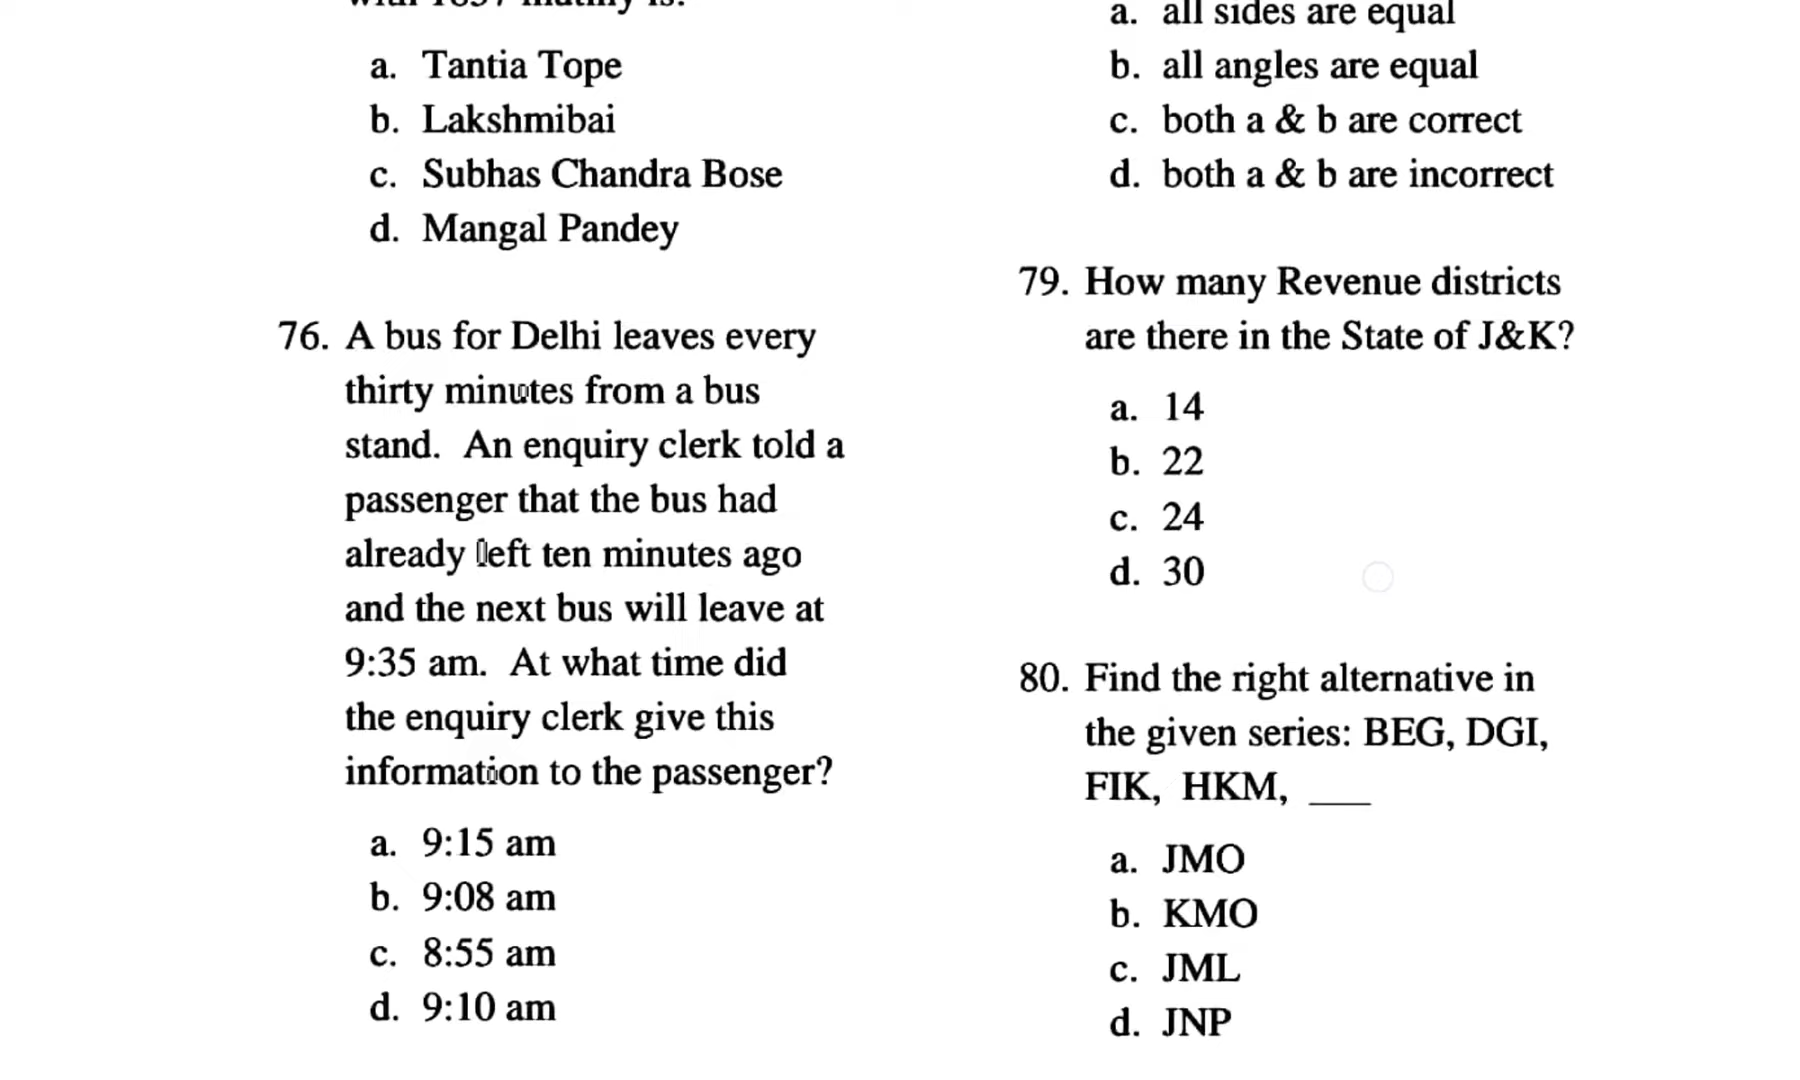 with 1857 mutiny is:
a. Tantia Tope
b. Lakshmibai
c. Subhas Chandra Bose
d. Mangal Pandey
76. A bus for Delhi leaves every
thirty minutes from a bus
stand. An enquiry clerk told a
passenger that the bus had
already left ten minutes ago
and the next bus will leave at
9:35 am. At what time did
the enquiry clerk give this
information to the passenger?
a. 9:15 am
b. 9:08 am
c. 8:55 am
d. 9:10 am
a. all sides are equal
b. all angles are equal
c. both a & b are correct
d. both a & b are incorrect
79. How many Revenue districts
are there in the State of J&K?
a. 14
b. 22
c. 24
d. 30
80. Find the right alternative in
the given series: BEG, DGI,
FIK, HKM, ___
a. JMO
b. KMO
c. JML
d. JNP